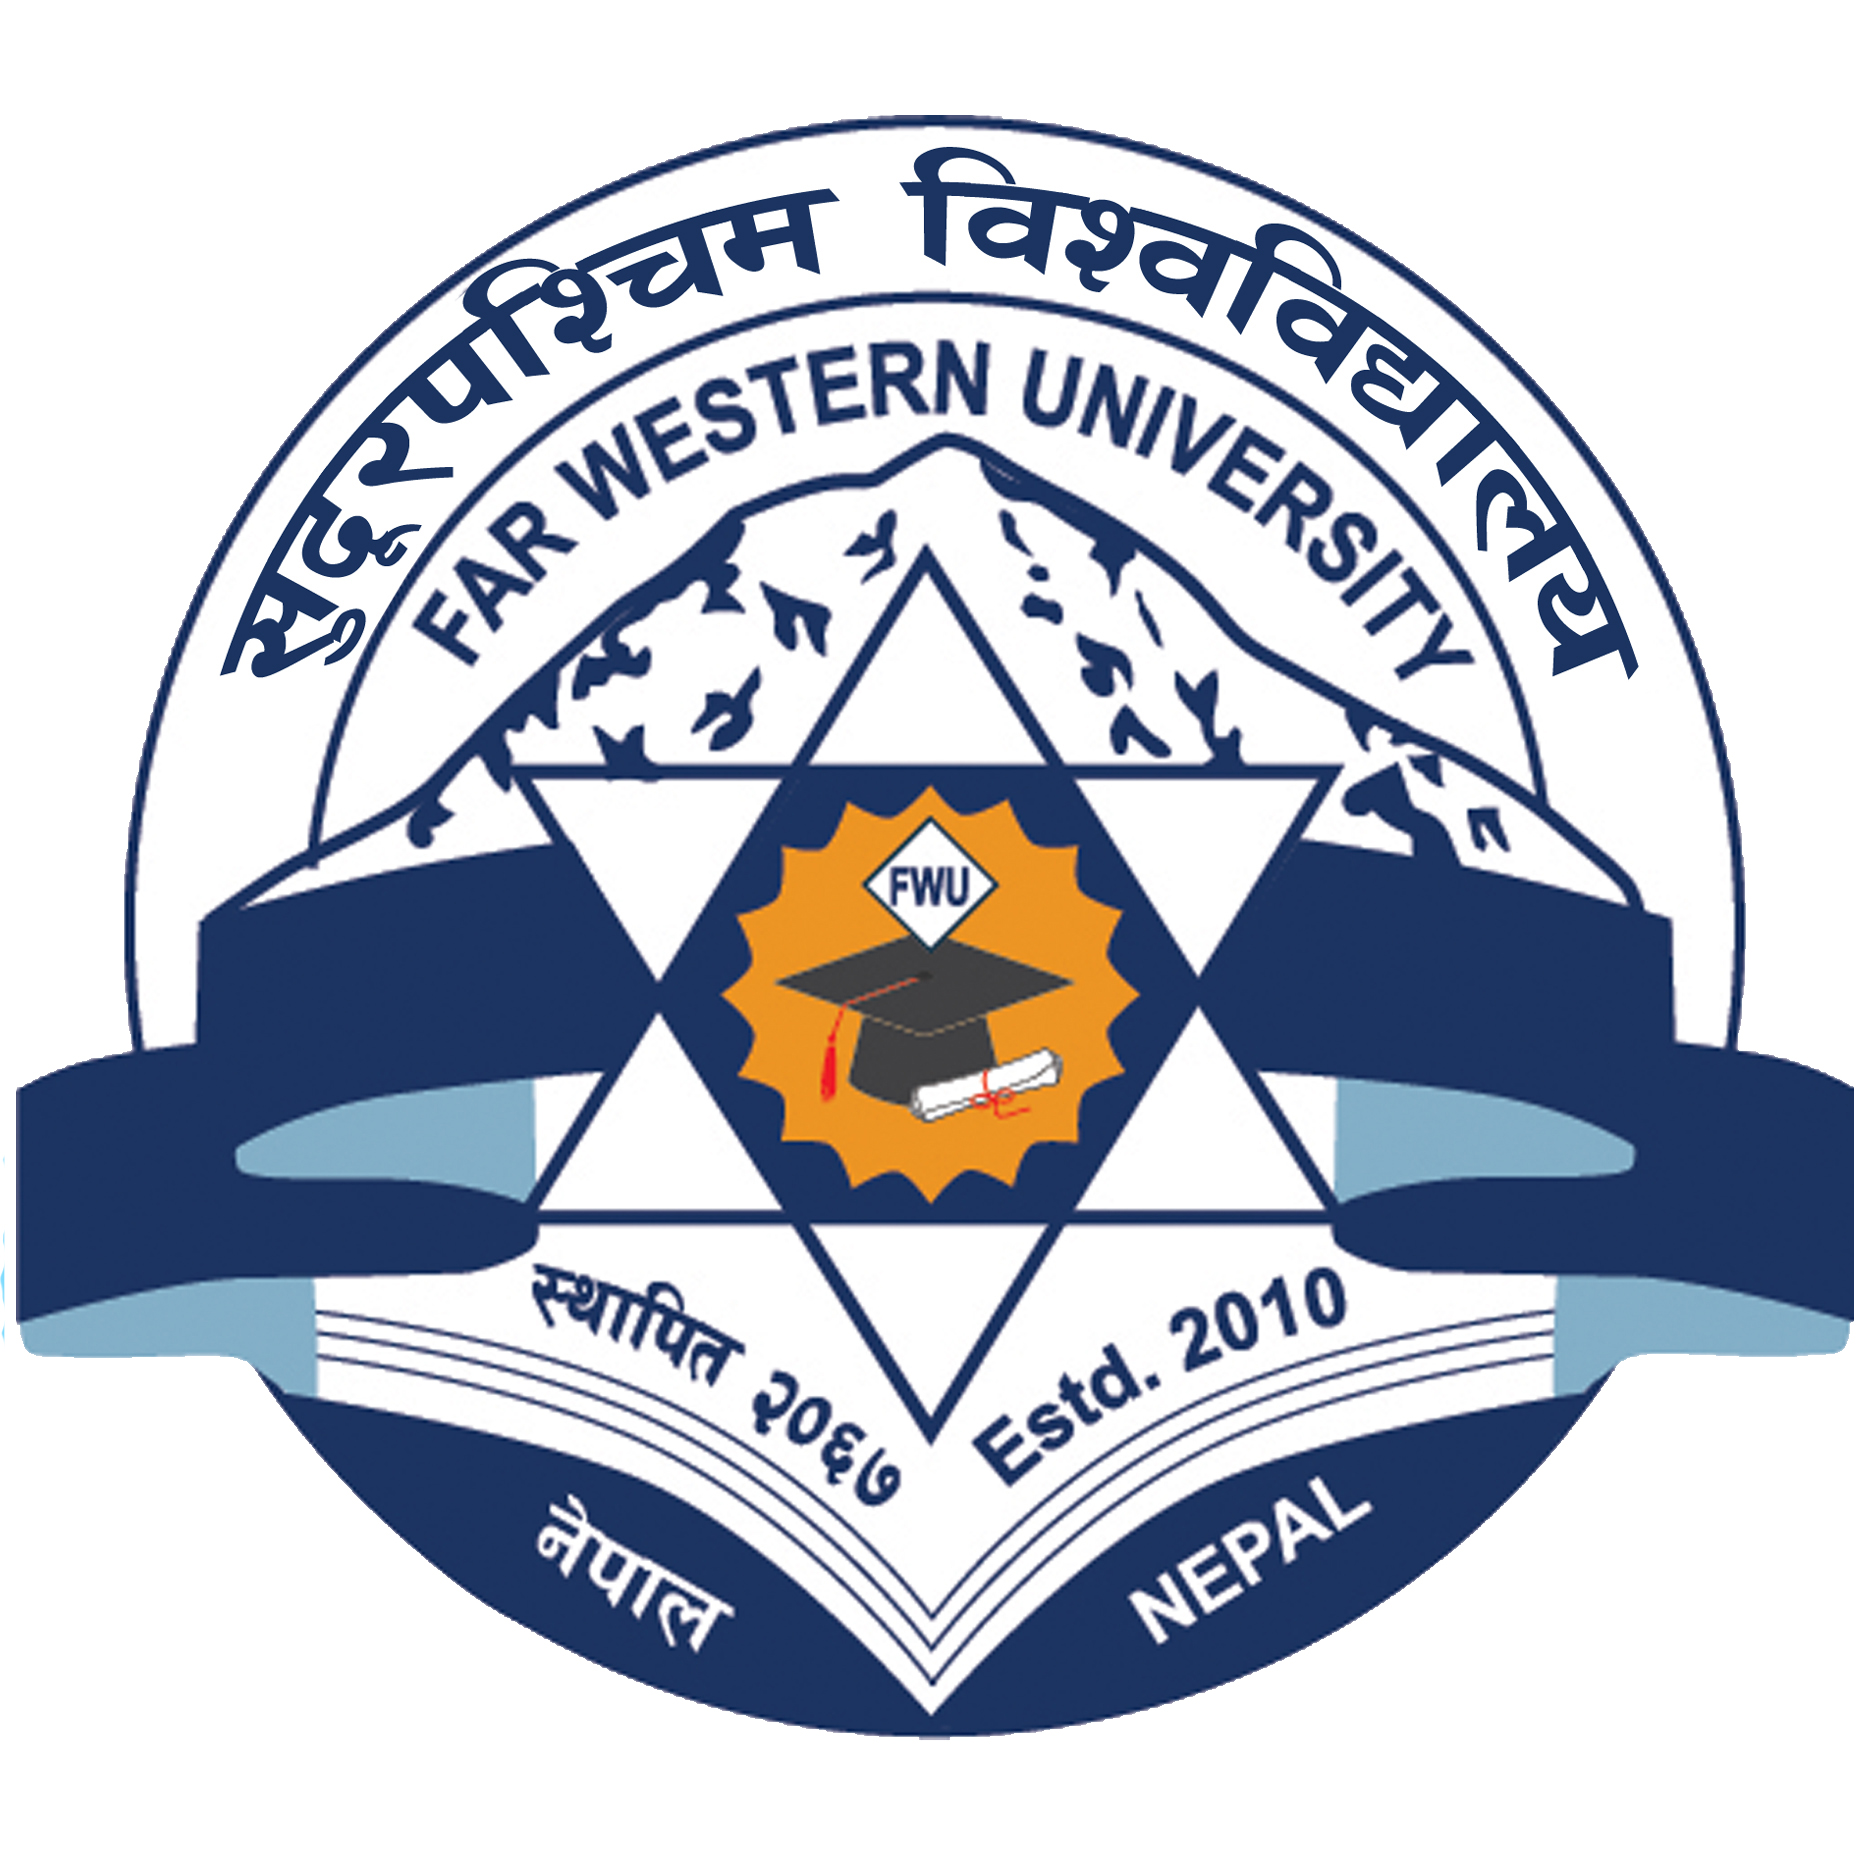 सुदूरपश्चिम विश्वविद्यालय
FAR WESTERN UNIVERSITY
FWU
स्थापित २०६७
Estd. 2010
नेपाल
NEPAL